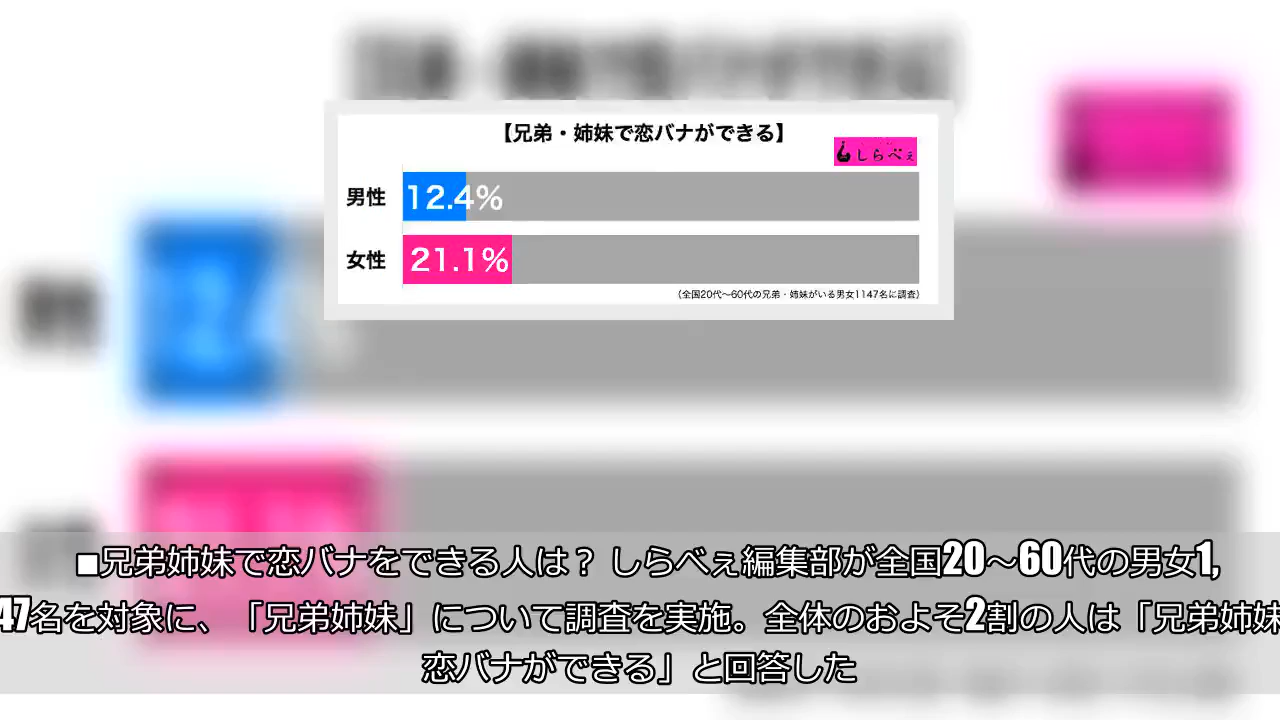 【兄弟・姉妹で恋バナができる】
しらべぇ
男性 12.4%
女性 21.1%
(全国20代〜60代の兄弟・姉妹がいる男女1147名に調査)
■兄弟姉妹で恋バナをできる人は？ しらべぇ編集部が全国20〜60代の男女1,
47名を対象に、「兄弟姉妹」について調査を実施。全体のおよそ2割の人は「兄弟姉妹
恋バナができる」と回答した